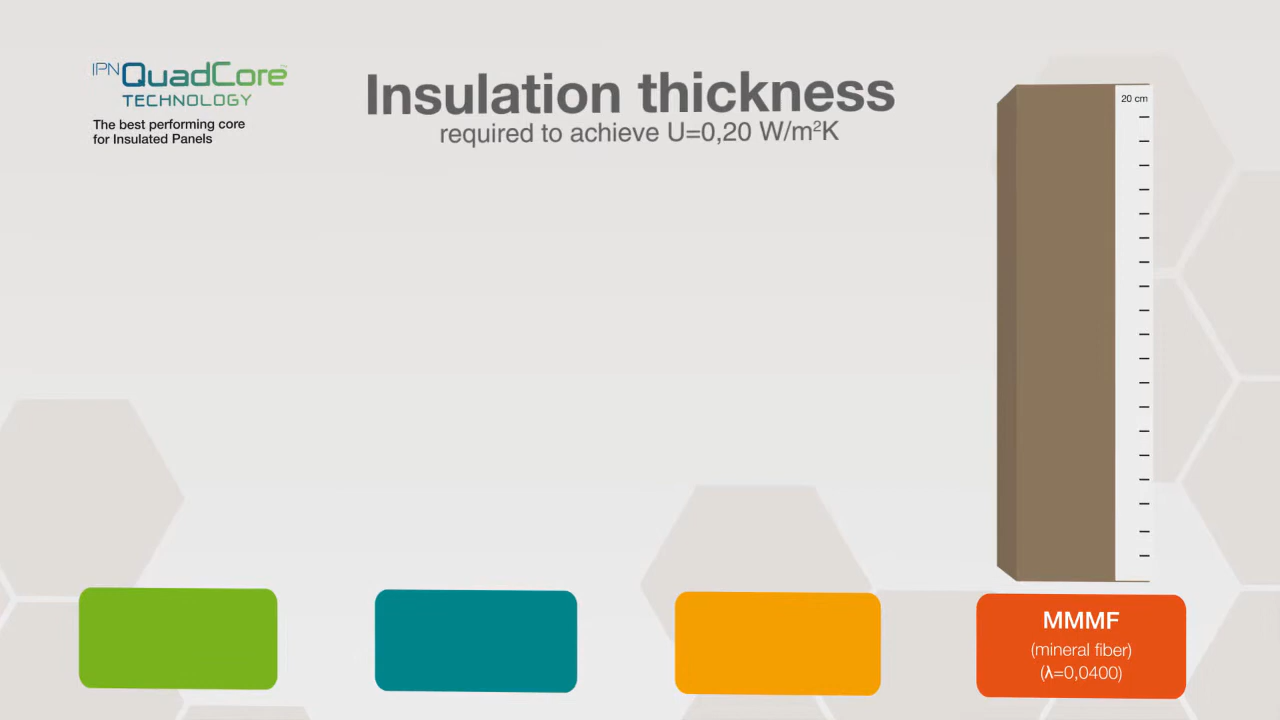 IPN QuadCore™
TECHNOLOGY
The best performing core
for Insulated Panels
Insulation thickness
required to achieve U=0,20 W/m²K
20 cm
MMMF
(mineral fiber)
(λ=0,0400)